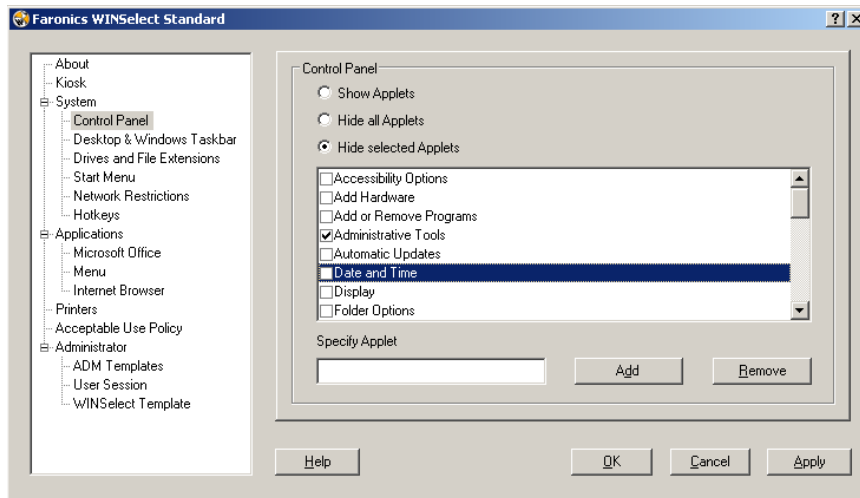 Faronics WINSelect Standard
About
Kiosk
System
Control Panel
Desktop & Windows Taskbar
Drives and File Extensions
Start Menu
Network Restrictions
Hotkeys
Applications
Microsoft Office
Menu
Internet Browser
Printers
Acceptable Use Policy
Administrator
ADM Templates
User Session
WINSelect Template
Control Panel
Show Applets
Hide all Applets
Hide selected Applets
Accessibility Options
Add Hardware
Add or Remove Programs
Administrative Tools
Automatic Updates
Date and Time
Display
Folder Options
Specify Applet
Add
Remove
Help
OK
Cancel
Apply